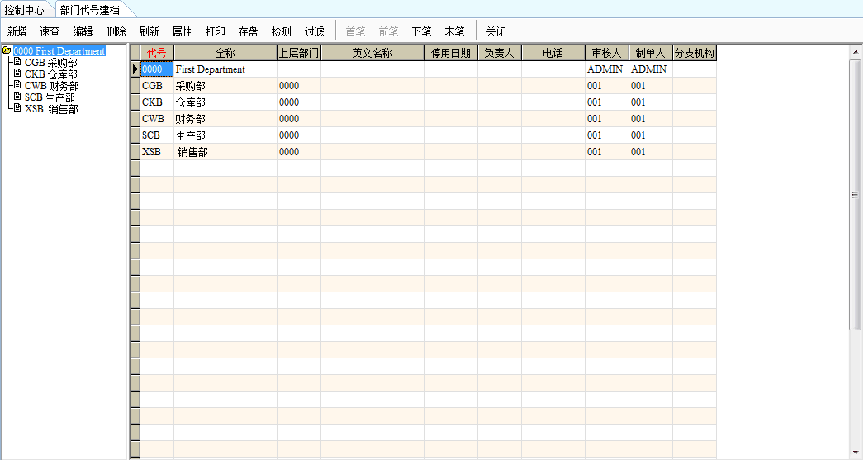 控制中心 部门代号建档
新增 速查 编辑 删除 刷新 属性 打印 存盘 检测 过滤 首笔 前笔 下笔 末笔 关闭
0000 First Department
CGB 采购部
CKB 仓库部
CWB 财务部
SCB 生产部
XSB 销售部
代号 全称 上层部门 英文名称 停用日期 负责人 电话 审核人 制单人 分支机构
0000 First Department ADMIN ADMIN
CGB 采购部 0000 001 001
CKB 仓库部 0000 001 001
CWB 财务部 0000 001 001
SCB 生产部 0000 001 001
XSB 销售部 0000 001 001